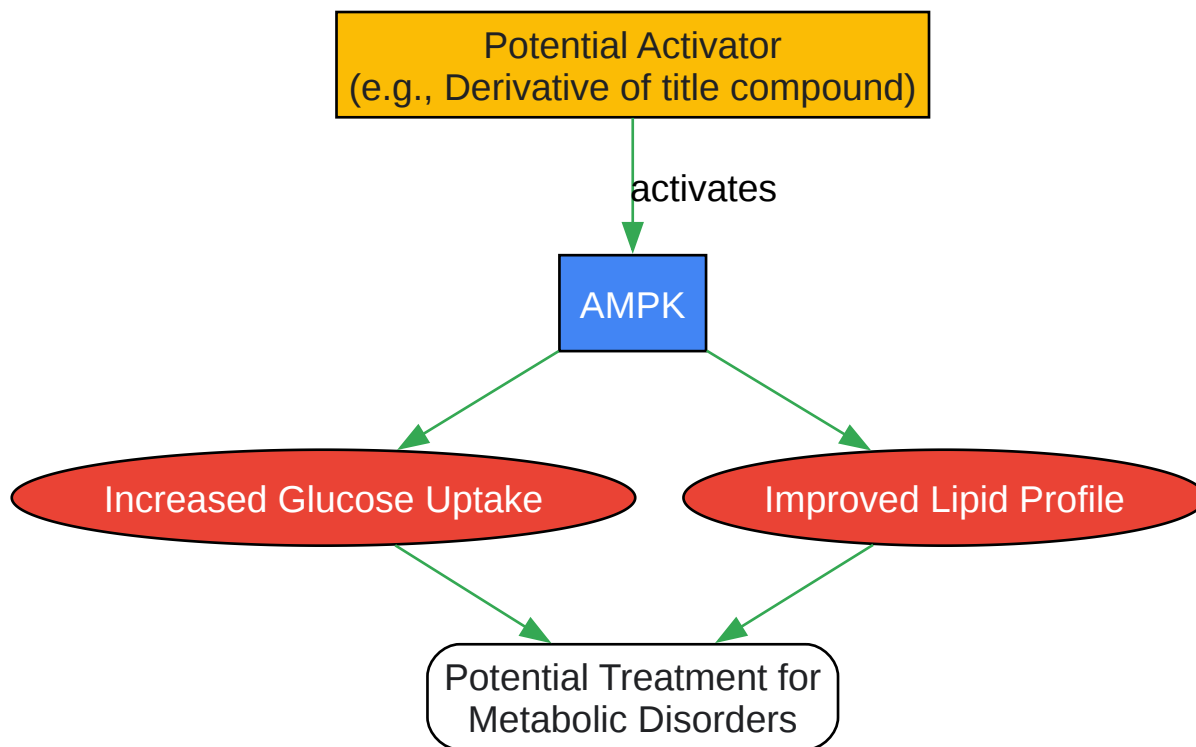 Potential Activator
(e.g., Derivative of title compound)
activates
AMPK
Increased Glucose Uptake
Improved Lipid Profile
Potential Treatment for
Metabolic Disorders